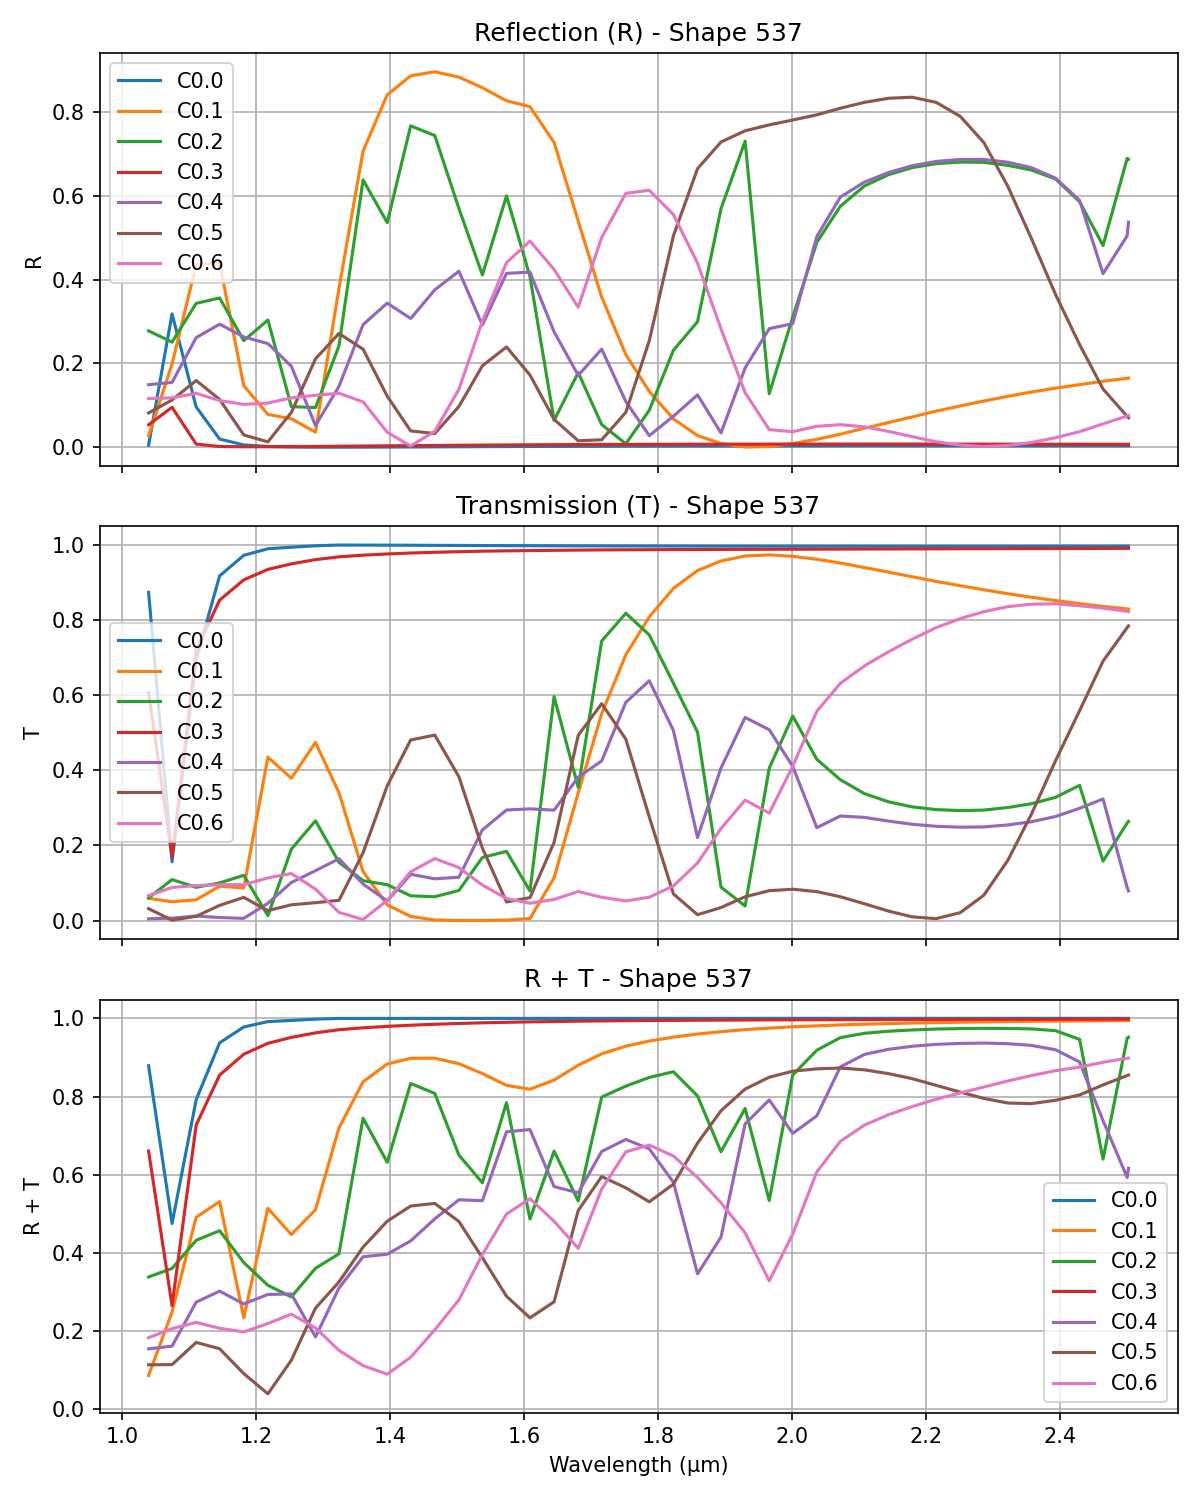 Reflection (R) - Shape 537
R
0.8
0.6
0.4
0.2
0.0
C0.0
C0.1
C0.2
C0.3
C0.4
C0.5
C0.6
Transmission (T) - Shape 537
T
1.0
0.8
0.6
0.4
0.2
0.0
C0.0
C0.1
C0.2
C0.3
C0.4
C0.5
C0.6
R + T - Shape 537
R + T
1.0
0.8
0.6
0.4
0.2
0.0
C0.0
C0.1
C0.2
C0.3
C0.4
C0.5
C0.6
1.0 1.2 1.4 1.6 1.8 2.0 2.2 2.4
Wavelength (μm)